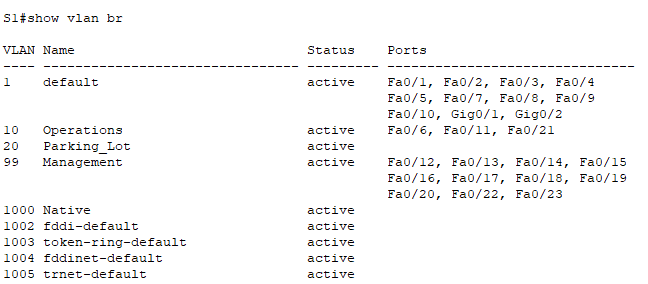 S1#show vlan br
VLAN Name                             Status    Ports
---- -------------------------------- --------- -------------------------------
1    default                          active    Fa0/1, Fa0/2, Fa0/3, Fa0/4
                                                Fa0/5, Fa0/7, Fa0/8, Fa0/9
                                                Fa0/10, Gig0/1, Gig0/2
10   Operations                       active    Fa0/6, Fa0/11, Fa0/21
20   Parking_Lot                      active
99   Management                       active    Fa0/12, Fa0/13, Fa0/14, Fa0/15
                                                Fa0/16, Fa0/17, Fa0/18, Fa0/19
                                                Fa0/20, Fa0/22, Fa0/23
1000 Native                           active
1002 fddi-default                     active
1003 token-ring-default               active
1004 fddinet-default                  active
1005 trnet-default                    active